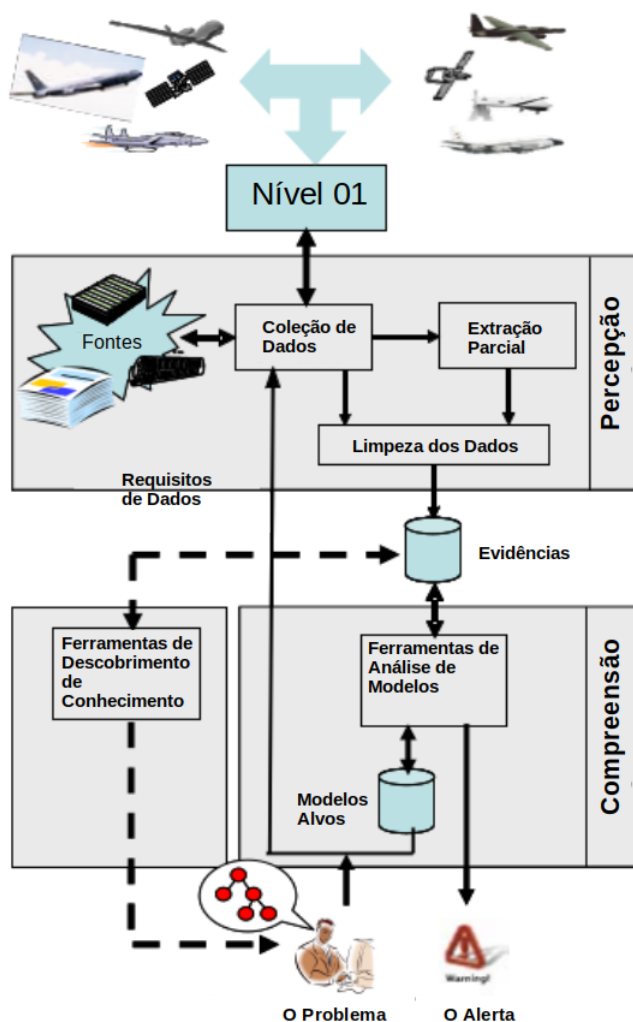 Nível 01
Fontes
Coleção de
Dados
Extração
Parcial
Limpeza dos Dados
Percepção
Requisitos
de Dados
Evidências
Ferramentas de
Descobrimento
de
Conhecimento
Ferramentas de
Análise de
Modelos
Modelos
Alvos
Compreensão
Warning!
O Problema
O Alerta